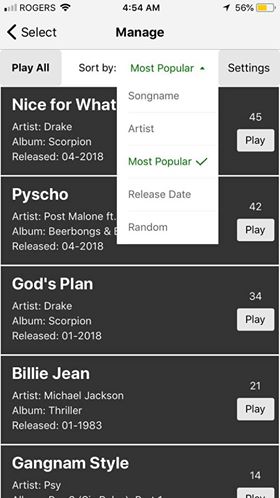 ROGERS 4:54 AM 56%
Select Manage
Play All Sort by: Most Popular Settings
Songname
Artist
Most Popular
Release Date
Random
Nice for What
Artist: Drake
Album: Scorpion
Released: 04-2018
45
Play
Pyscho
Artist: Post Malone ft.
Album: Beerbongs &
Released: 04-2018
42
Play
God's Plan
Artist: Drake
Album: Scorpion
Released: 01-2018
34
Play
Billie Jean
Artist: Michael Jackson
Album: Thriller
Released: 01-1983
21
Play
Gangnam Style
Artist: Psy
14
Play